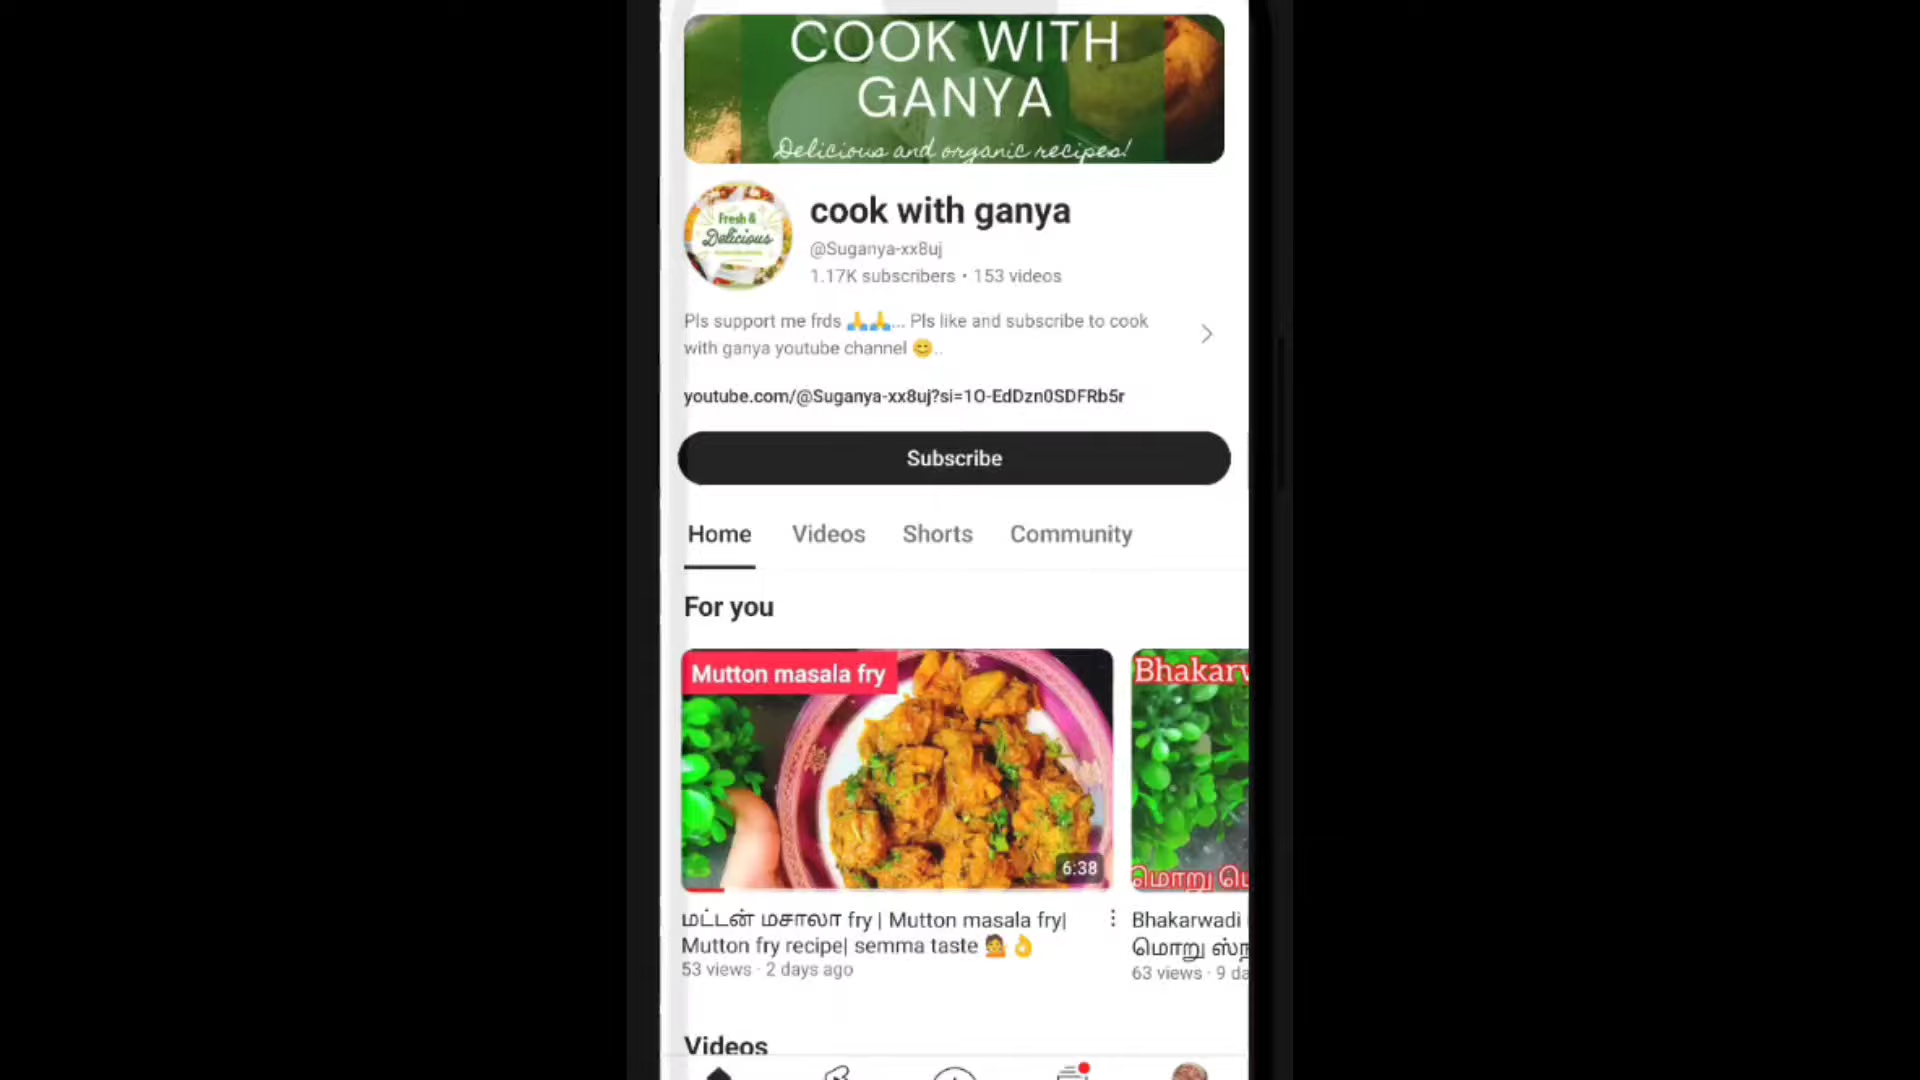 COOK WITH
GANYA
Delicious and organic recipes!
Fresh &
Delicious
cook with ganya
@Suganya-xx8uj
1.17K subscribers • 153 videos
Pls support me frds 🙏🙏... Pls like and subscribe to cook
with ganya youtube channel 😊..
youtube.com/@Suganya-xx8uj?si=1O-EdDzn0SDFRb5r
Subscribe
Home Videos Shorts Community
For you
Mutton masala fry
6:38
மட்டன் மசாலா fry | Mutton masala fry|
Mutton fry recipe| semma taste 💁👌
53 views · 2 days ago
Bhakarw
மொறு
Bhakarwadi
மொறு
63 views · 9 da
Videos